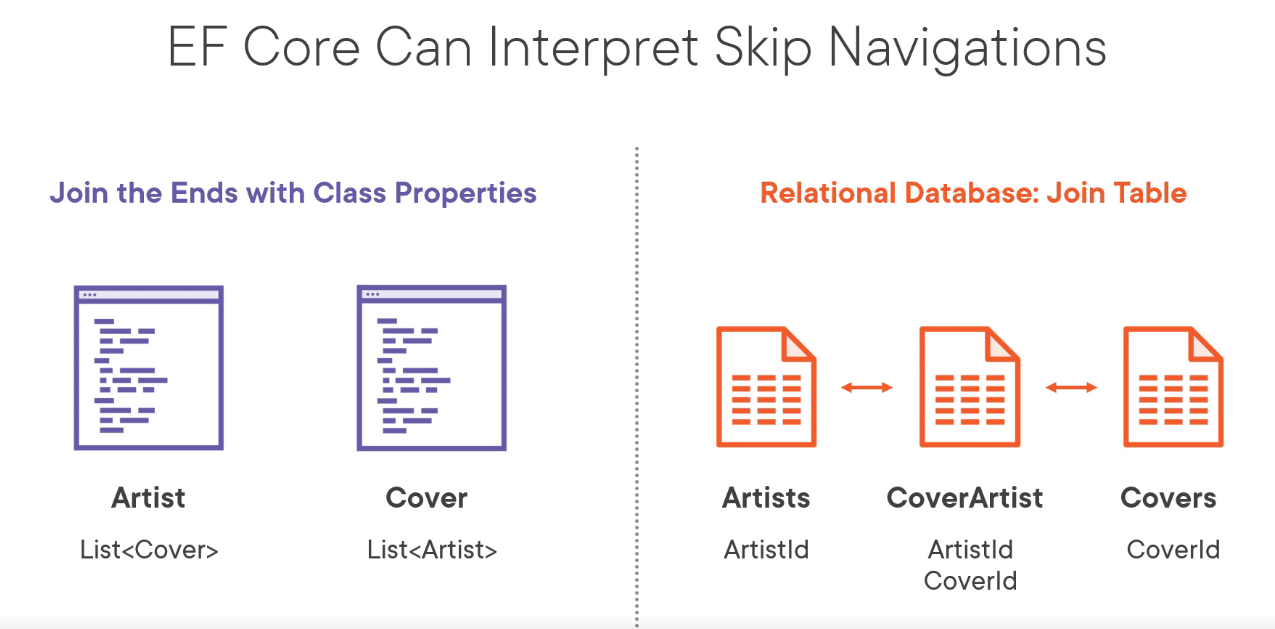 EF Core Can Interpret Skip Navigations
Join the Ends with Class Properties
Artist
List<Cover>
Cover
List<Artist>
Relational Database: Join Table
Artists
ArtistId
CoverArtist
ArtistId
CoverId
Covers
CoverId